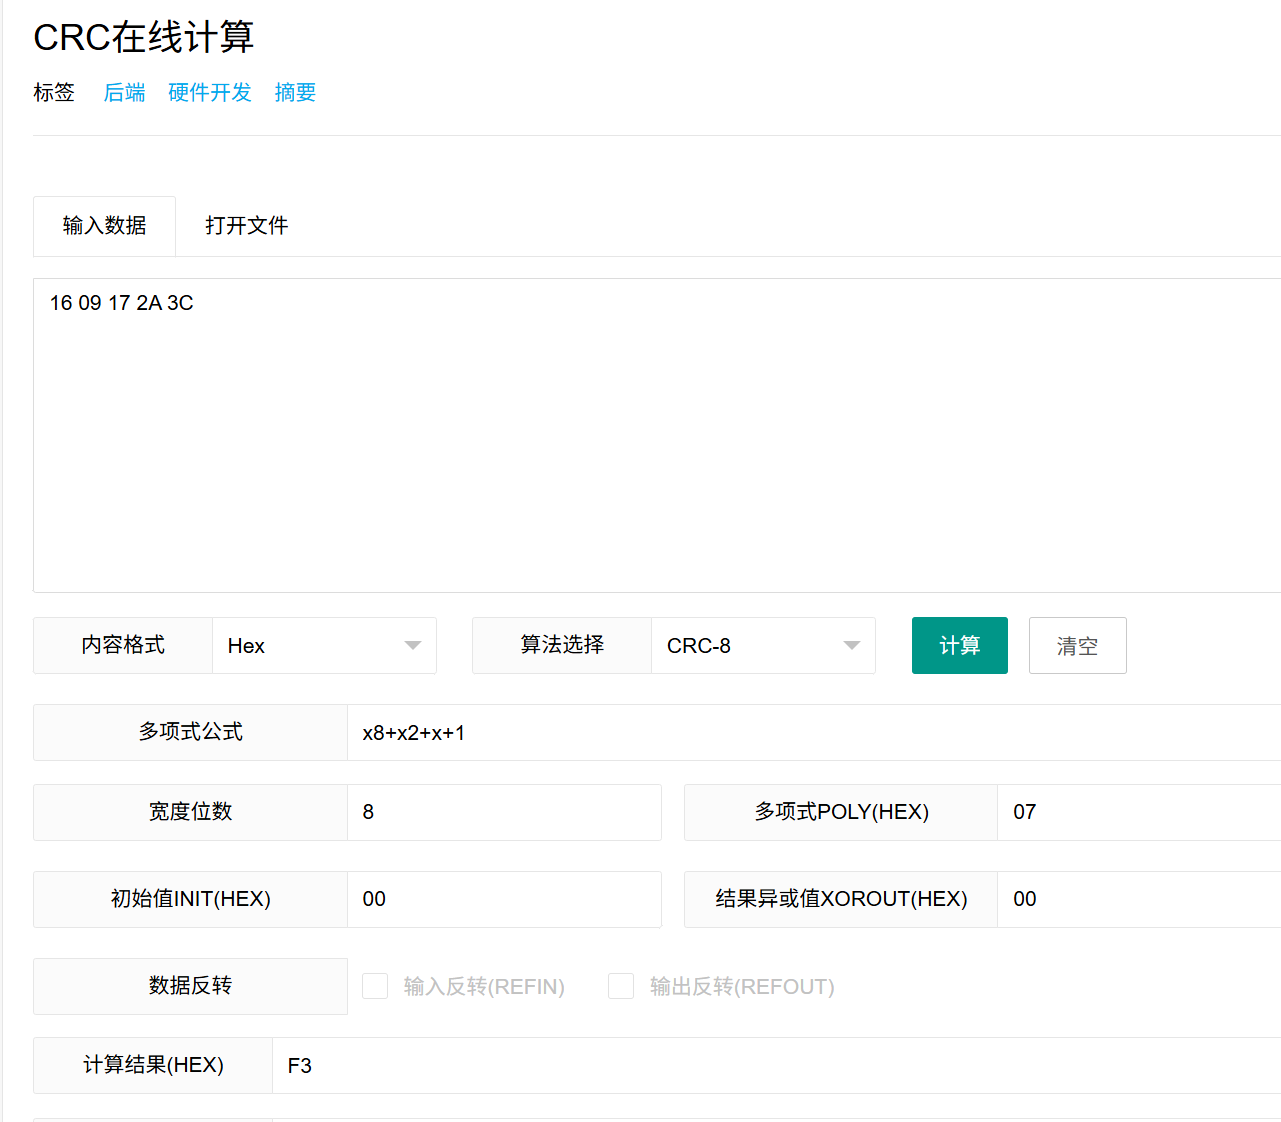 CRC在线计算
标签 后端 硬件开发 摘要
输入数据 打开文件
16 09 17 2A 3C
内容格式 Hex 算法选择 CRC-8 计算 清空
多项式公式 x8+x2+x+1
宽度位数 8 多项式POLY(HEX) 07
初始值INIT(HEX) 00 结果异或值XOROUT(HEX) 00
数据反转 输入反转(REFIN) 输出反转(REFOUT)
计算结果(HEX) F3